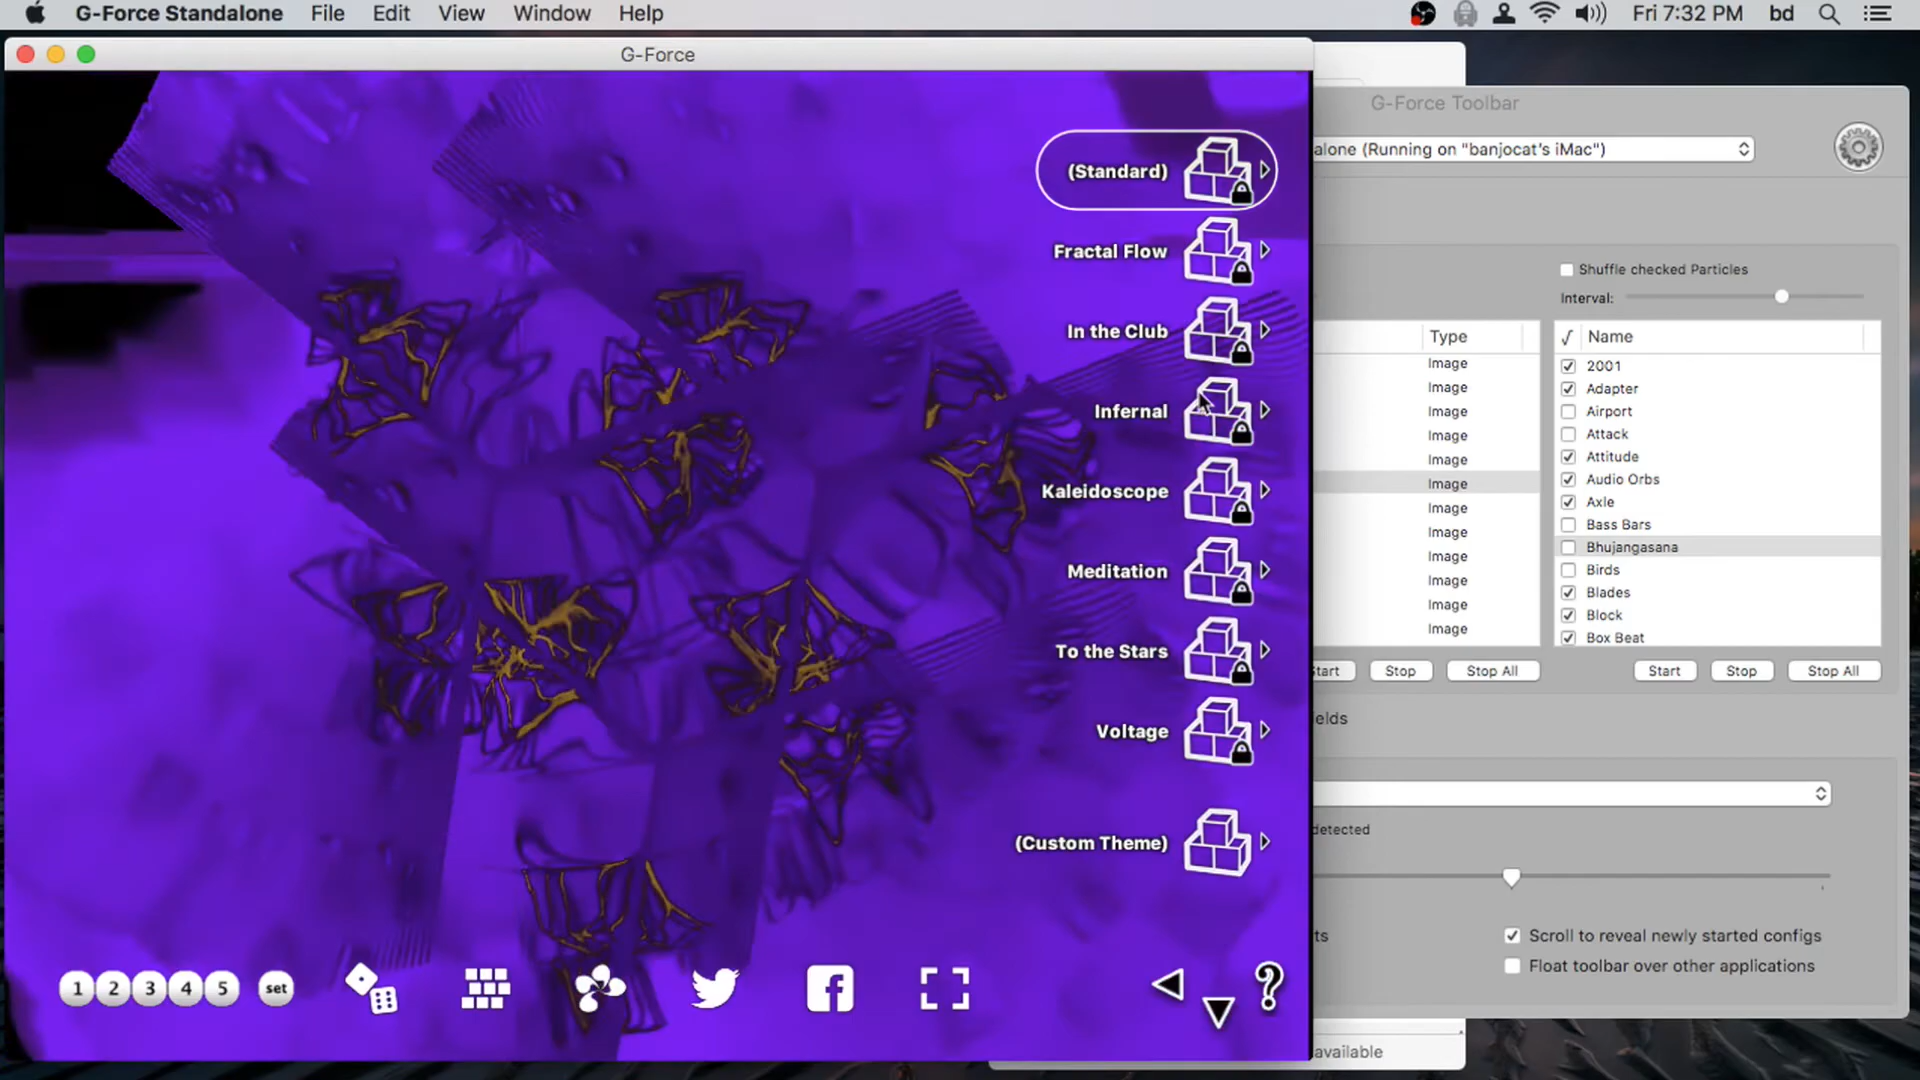 G-Force Standalone File Edit View Window Help Fri 7:32 PM bd
G-Force
G-Force Toolbar
alone (Running on "banjocat's iMac")
(Standard)
Fractal Flow
In the Club
Infernal
Kaleidoscope
Meditation
To the Stars
Voltage
(Custom Theme)
Shuffle checked Particles
Interval:
Type
Image
Image
Image
Image
Image
Image
Image
Image
Image
Image
Image
Image
√ Name
2001
Adapter
Airport
Attack
Attitude
Audio Orbs
Axle
Bass Bars
Bhujangasana
Birds
Blades
Block
Box Beat
tart Stop Stop All
Start Stop Stop All
ields
detected
ts
Scroll to reveal newly started configs
Float toolbar over other applications
available
1 2 3 4 5 set
?